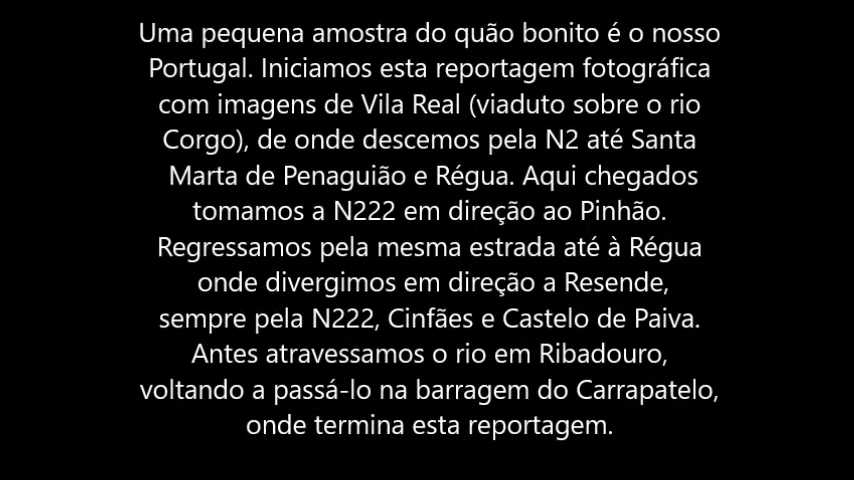 Uma pequena amostra do quão bonito é o nosso
Portugal. Iniciamos esta reportagem fotográfica
com imagens de Vila Real (viaduto sobre o rio
Corgo), de onde descemos pela N2 até Santa
Marta de Penaguião e Régua. Aqui chegados
tomamos a N222 em direção ao Pinhão.
Regressamos pela mesma estrada até à Régua
onde divergimos em direção a Resende,
sempre pela N222, Cinfães e Castelo de Paiva.
Antes atravessamos o rio em Ribadouro,
voltando a passá-lo na barragem do Carrapatelo,
onde termina esta reportagem.